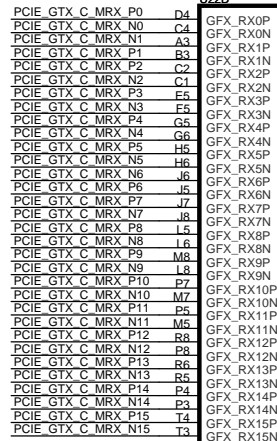 PCIE_GTX_C_MRX_P0 D4 GFX_RX0P
PCIE_GTX_C_MRX_N0 C4 GFX_RX0N
PCIE_GTX_C_MRX_N1 A3 GFX_RX1P
PCIE_GTX_C_MRX_P1 B3 GFX_RX1N
PCIE_GTX_C_MRX_P2 C2 GFX_RX2P
PCIE_GTX_C_MRX_N2 C1 GFX_RX2N
PCIE_GTX_C_MRX_P3 E5 GFX_RX3P
PCIE_GTX_C_MRX_N3 F5 GFX_RX3N
PCIE_GTX_C_MRX_P4 G5 GFX_RX4P
PCIE_GTX_C_MRX_N4 G6 GFX_RX4N
PCIE_GTX_C_MRX_P5 H5 GFX_RX5P
PCIE_GTX_C_MRX_N5 H6 GFX_RX5N
PCIE_GTX_C_MRX_N6 J6 GFX_RX6P
PCIE_GTX_C_MRX_P6 J5 GFX_RX6N
PCIE_GTX_C_MRX_P7 J7 GFX_RX7P
PCIE_GTX_C_MRX_N7 J8 GFX_RX7N
PCIE_GTX_C_MRX_P8 L5 GFX_RX8P
PCIE_GTX_C_MRX_N8 L6 GFX_RX8N
PCIE_GTX_C_MRX_P9 M8 GFX_RX9P
PCIE_GTX_C_MRX_N9 L8 GFX_RX9N
PCIE_GTX_C_MRX_P10 P7 GFX_RX10P
PCIE_GTX_C_MRX_N10 M7 GFX_RX10N
PCIE_GTX_C_MRX_P11 P5 GFX_RX11P
PCIE_GTX_C_MRX_N11 M5 GFX_RX11N
PCIE_GTX_C_MRX_P12 R8 GFX_RX12P
PCIE_GTX_C_MRX_N12 P8 GFX_RX12N
PCIE_GTX_C_MRX_P13 R6 GFX_RX13P
PCIE_GTX_C_MRX_N13 R5 GFX_RX13N
PCIE_GTX_C_MRX_P14 P4 GFX_RX14P
PCIE_GTX_C_MRX_N14 P3 GFX_RX14N
PCIE_GTX_C_MRX_P15 T4 GFX_RX15P
PCIE_GTX_C_MRX_N15 T3 GFX_RX15N